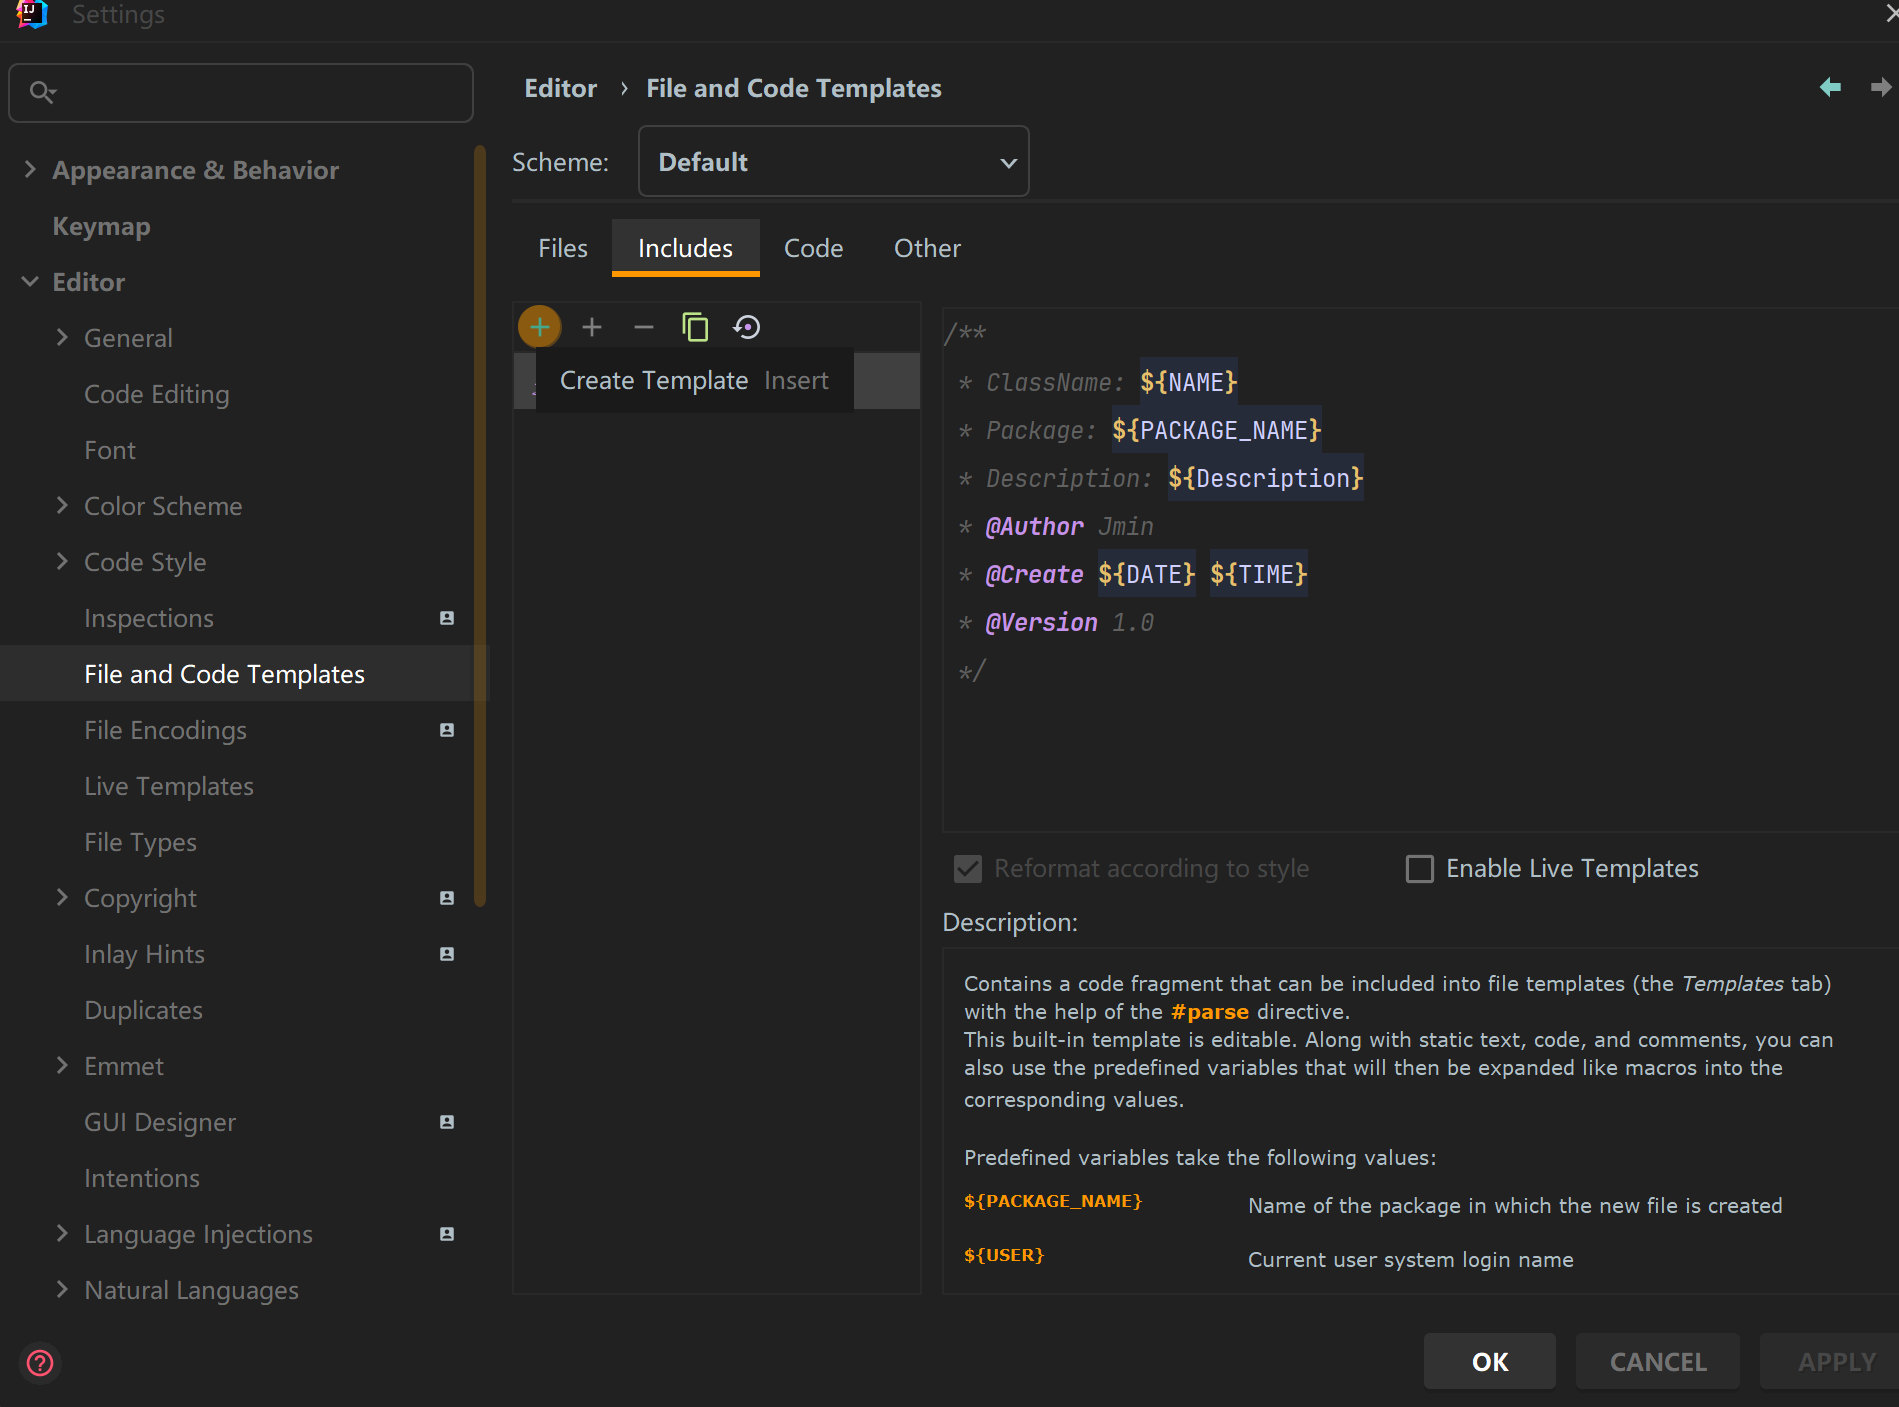 Settings
Editor › File and Code Templates
Scheme: Default
Appearance & Behavior
Keymap
Editor
General
Code Editing
Font
Color Scheme
Code Style
Inspections
File and Code Templates
File Encodings
Live Templates
File Types
Copyright
Inlay Hints
Duplicates
Emmet
GUI Designer
Intentions
Language Injections
Natural Languages
Files Includes Code Other
Create Template Insert
/**
* ClassName: ${NAME}
* Package: ${PACKAGE_NAME}
* Description: ${Description}
* @Author Jmin
* @Create ${DATE} ${TIME}
* @Version 1.0
*/
Reformat according to style Enable Live Templates
Description:
Contains a code fragment that can be included into file templates (the Templates tab)
with the help of the #parse directive.
This built-in template is editable. Along with static text, code, and comments, you can
also use the predefined variables that will then be expanded like macros into the
corresponding values.
Predefined variables take the following values:
${PACKAGE_NAME} Name of the package in which the new file is created
${USER} Current user system login name
OK CANCEL APPLY